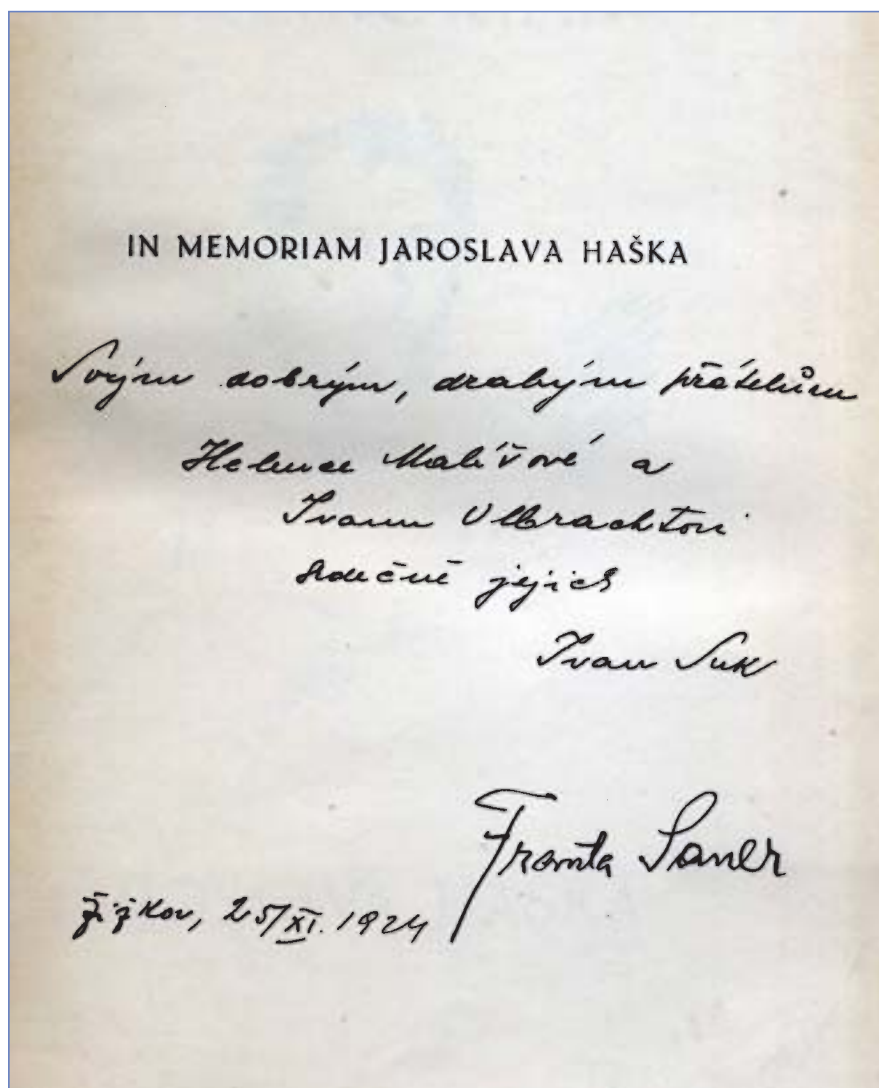 IN MEMORIAM JAROSLAVA HAŠKA
Svým dobrým, drahým přátelům
Helence Malířové a
Ivanu Olbrachtovi
srdečně jejich
Ivan Suk
Franta Sauer
Žižkov, 25/XI. 1924